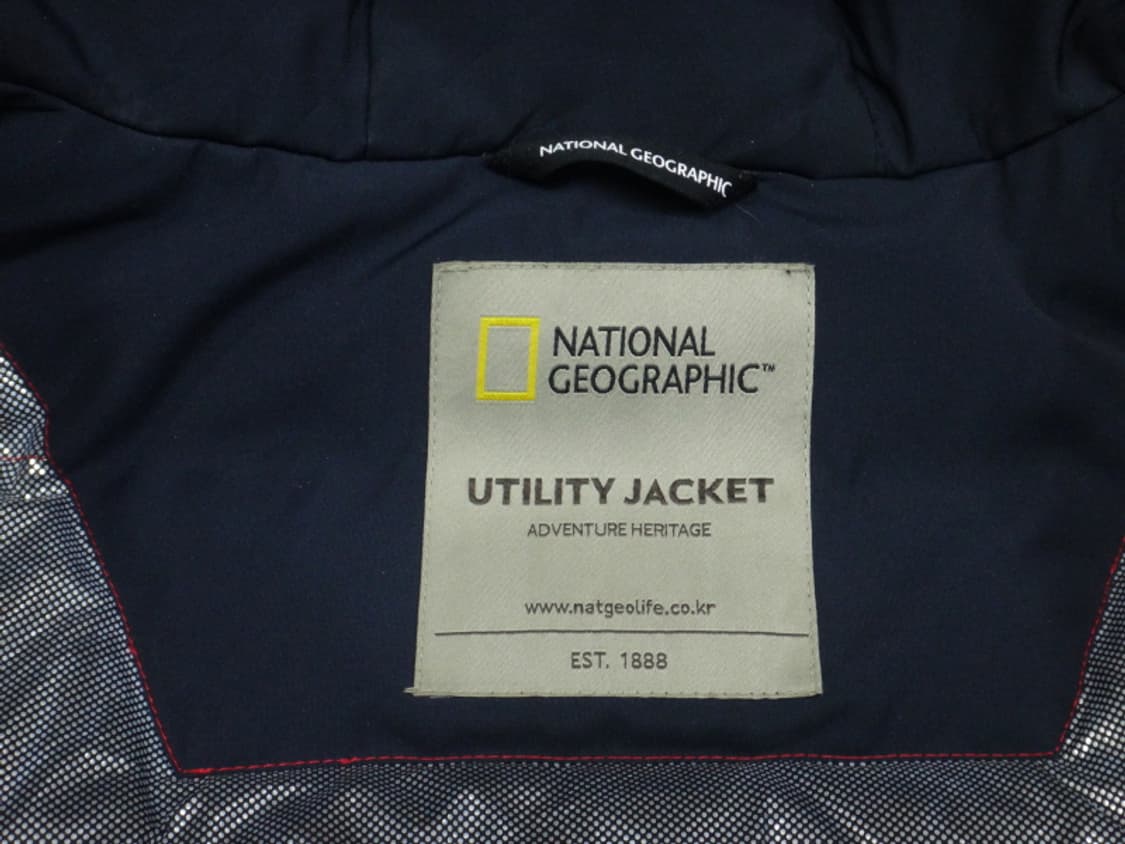 NATIONAL GEOGRAPHIC
NATIONAL
GEOGRAPHIC™
UTILITY JACKET
ADVENTURE HERITAGE
www.natgeolife.co.kr
EST. 1888